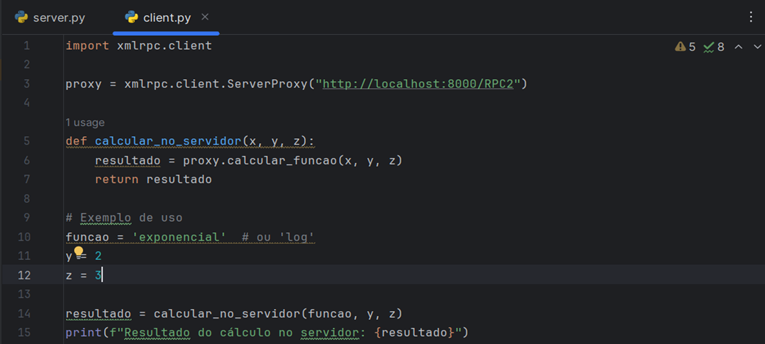 server.py client.py
1 import xmlrpc.client 5 8
2
3 proxy = xmlrpc.client.ServerProxy("http://localhost:8000/RPC2")
4
1 usage
5 def calcular_no_servidor(x, y, z):
6     resultado = proxy.calcular_funcao(x, y, z)
7     return resultado
8
9 # Exemplo de uso
10 funcao = 'exponencial'  # ou 'log'
11 y = 2
12 z = 3
13
14 resultado = calcular_no_servidor(funcao, y, z)
15 print(f"Resultado do cálculo no servidor: {resultado}")